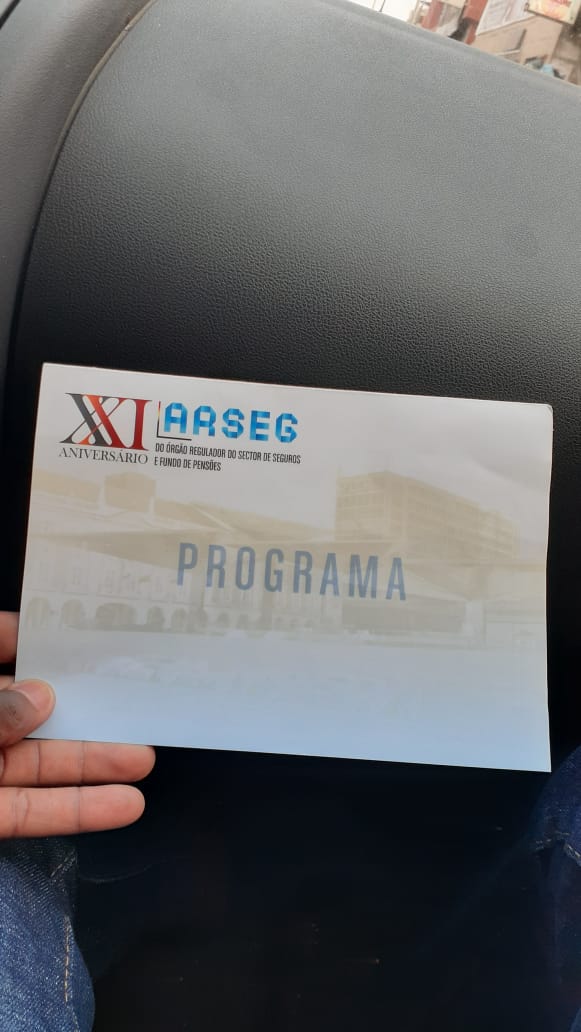 XXI
ANIVERSÁRIO
ARSEG
DO ÓRGÃO REGULADOR DO SECTOR DE SEGUROS
E FUNDO DE PENSÕES
PROGRAMA